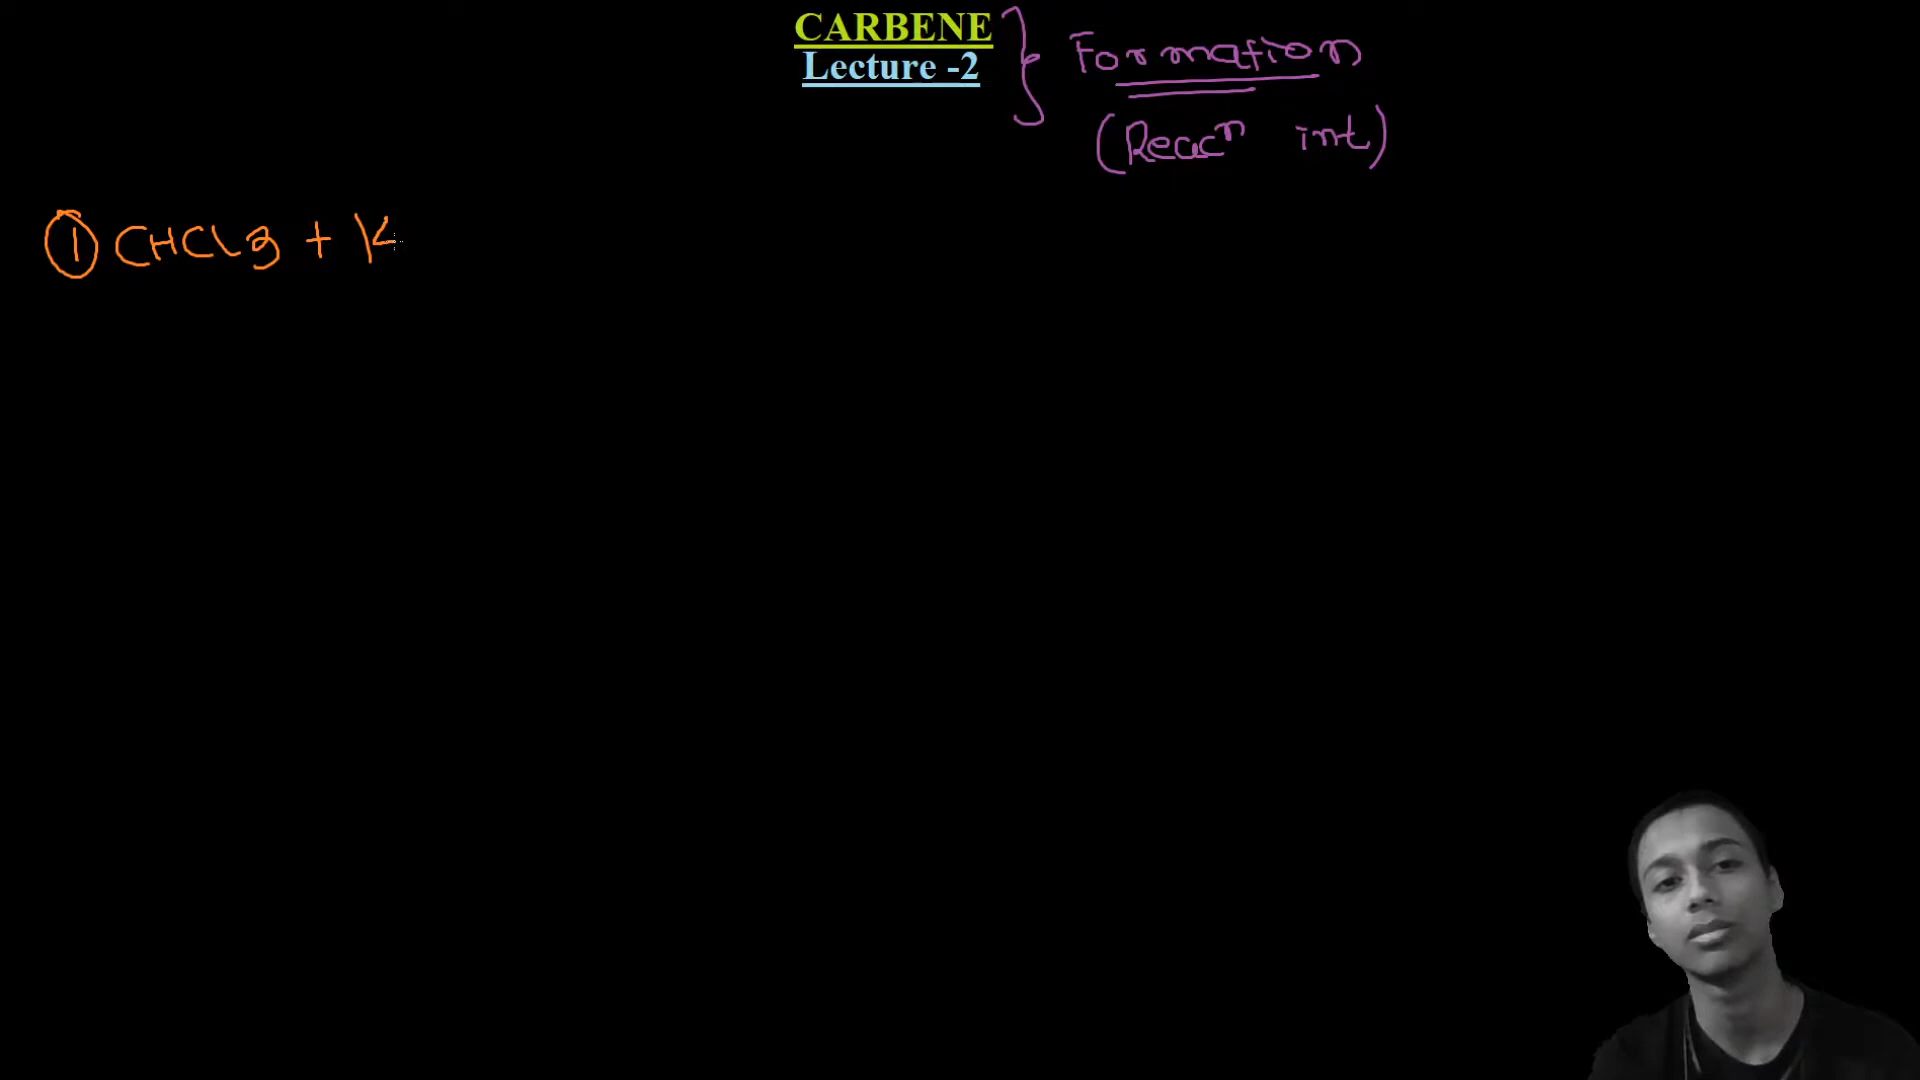 CARBENE
Lecture -2
Formation
(Reacⁿ int)
① CHCl3 + K